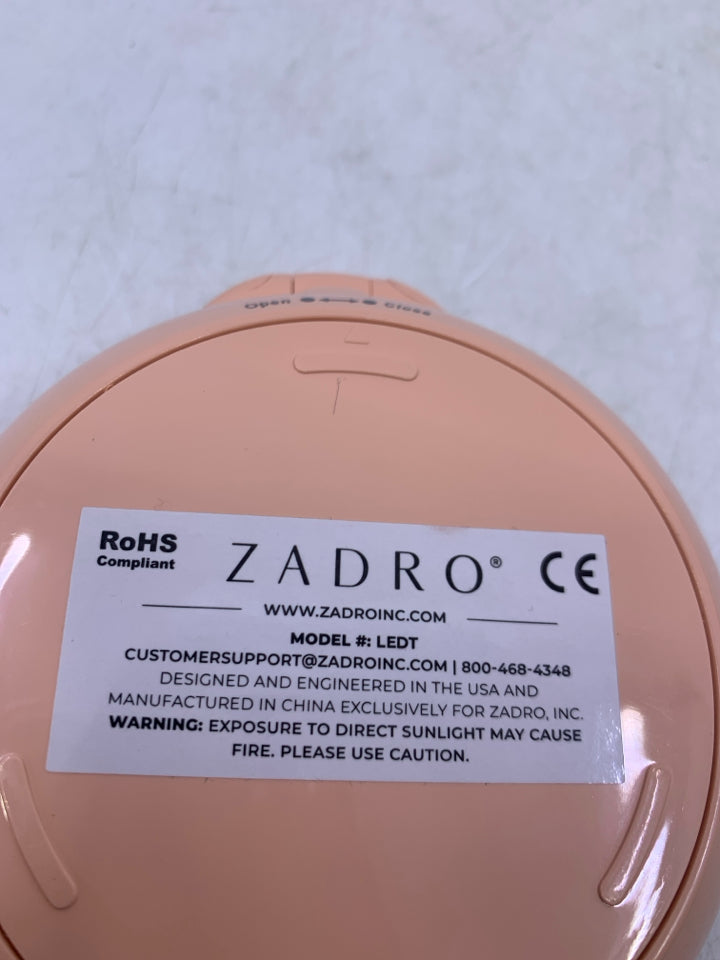 Open Close
RoHS
Compliant
ZADRO®
CE
WWW.ZADROINC.COM
MODEL #: LEDT
CUSTOMERSUPPORT@ZADROINC.COM | 800-468-4348
DESIGNED AND ENGINEERED IN THE USA AND
MANUFACTURED IN CHINA EXCLUSIVELY FOR ZADRO, INC.
WARNING: EXPOSURE TO DIRECT SUNLIGHT MAY CAUSE
FIRE. PLEASE USE CAUTION.